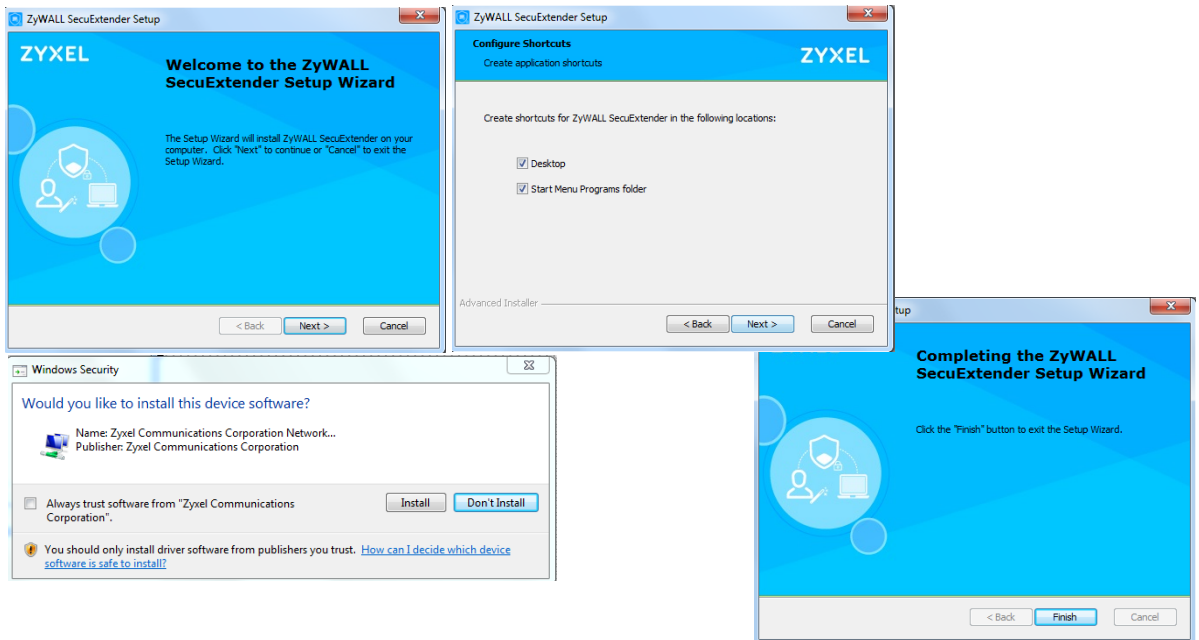 ZyWALL SecuExtender Setup
ZYXEL
Welcome to the ZyWALL
SecuExtender Setup Wizard
The Setup Wizard will install ZyWALL SecuExtender on your
computer. Click "Next" to continue or "Cancel" to exit the
Setup Wizard.
< Back
Next >
Cancel
ZyWALL SecuExtender Setup
Configure Shortcuts
Create application shortcuts
ZYXEL
Create shortcuts for ZyWALL SecuExtender in the following locations:
Desktop
Start Menu Programs folder
Advanced Installer
< Back
Next >
Cancel
Windows Security
Would you like to install this device software?
Name: Zyxel Communications Corporation Network...
Publisher: Zyxel Communications Corporation
Always trust software from "Zyxel Communications
Corporation".
Install
Don't Install
You should only install driver software from publishers you trust. How can I decide which device
software is safe to install?
tup
Completing the ZyWALL
SecuExtender Setup Wizard
Click the "Finish" button to exit the Setup Wizard.
< Back
Finish
Cancel